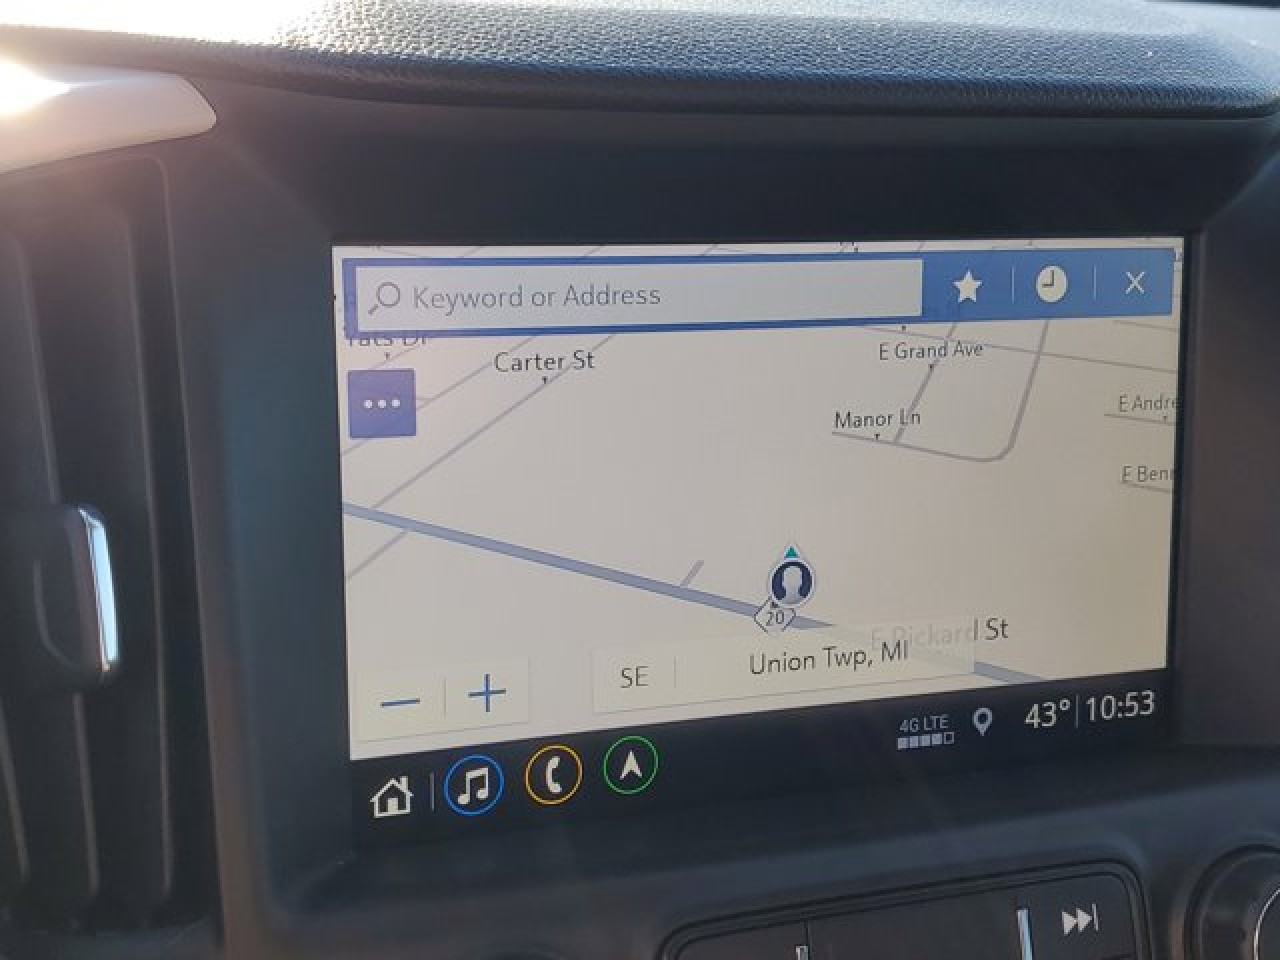 Keyword or Address
Carter St
E Grand Ave
Manor Ln
E Andre
E Ben
20
E Pickard St
SE
Union Twp, MI
4G LTE
43°
10:53